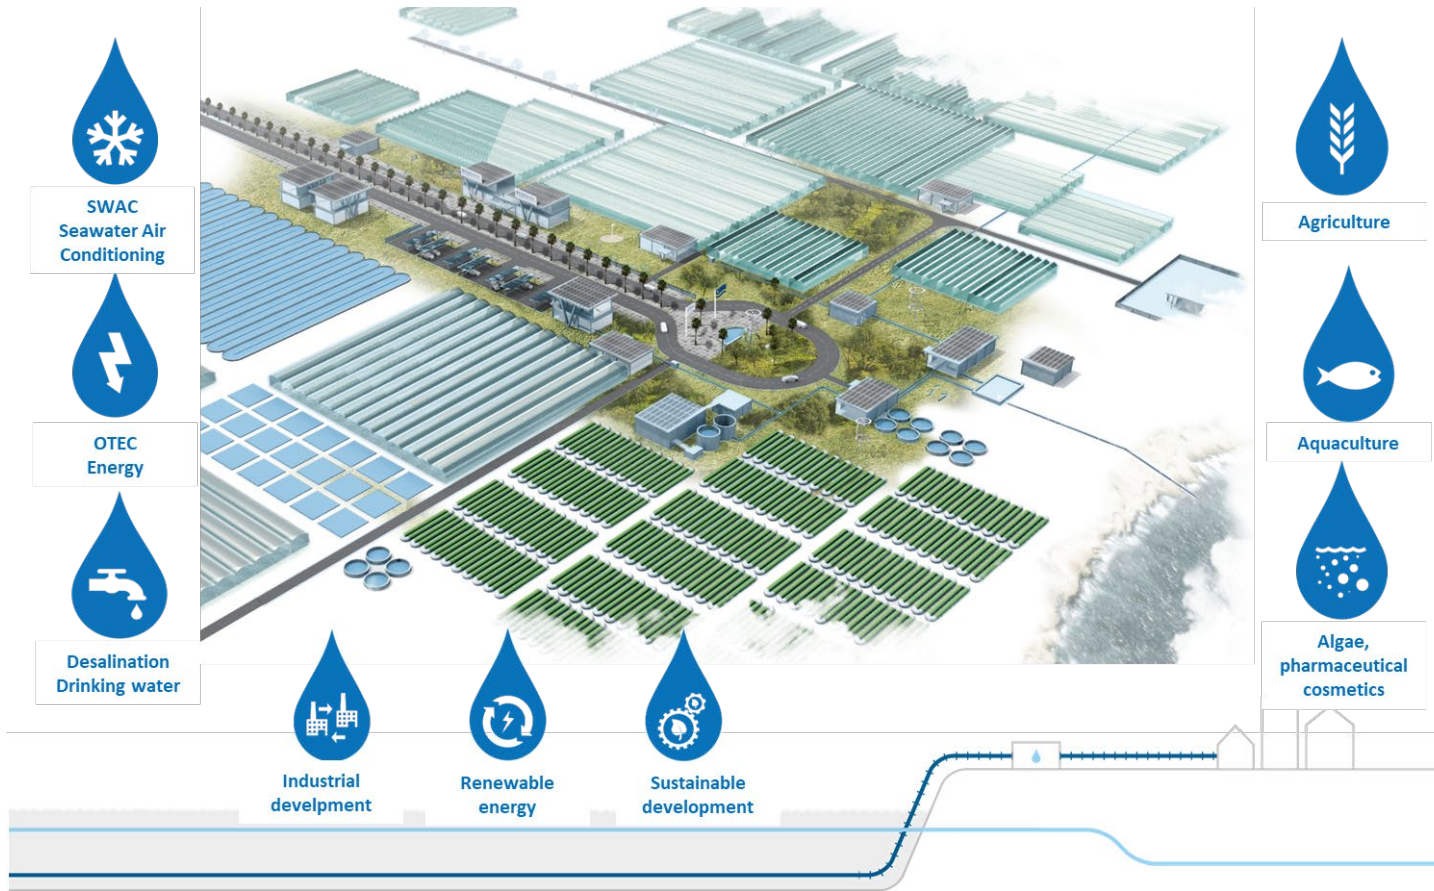 SWAC
Seawater Air
Conditioning
OTEC
Energy
Desalination
Drinking water
Agriculture
Aquaculture
Algae,
pharmaceutical
cosmetics
Industrial
develpment
Renewable
energy
Sustainable
development